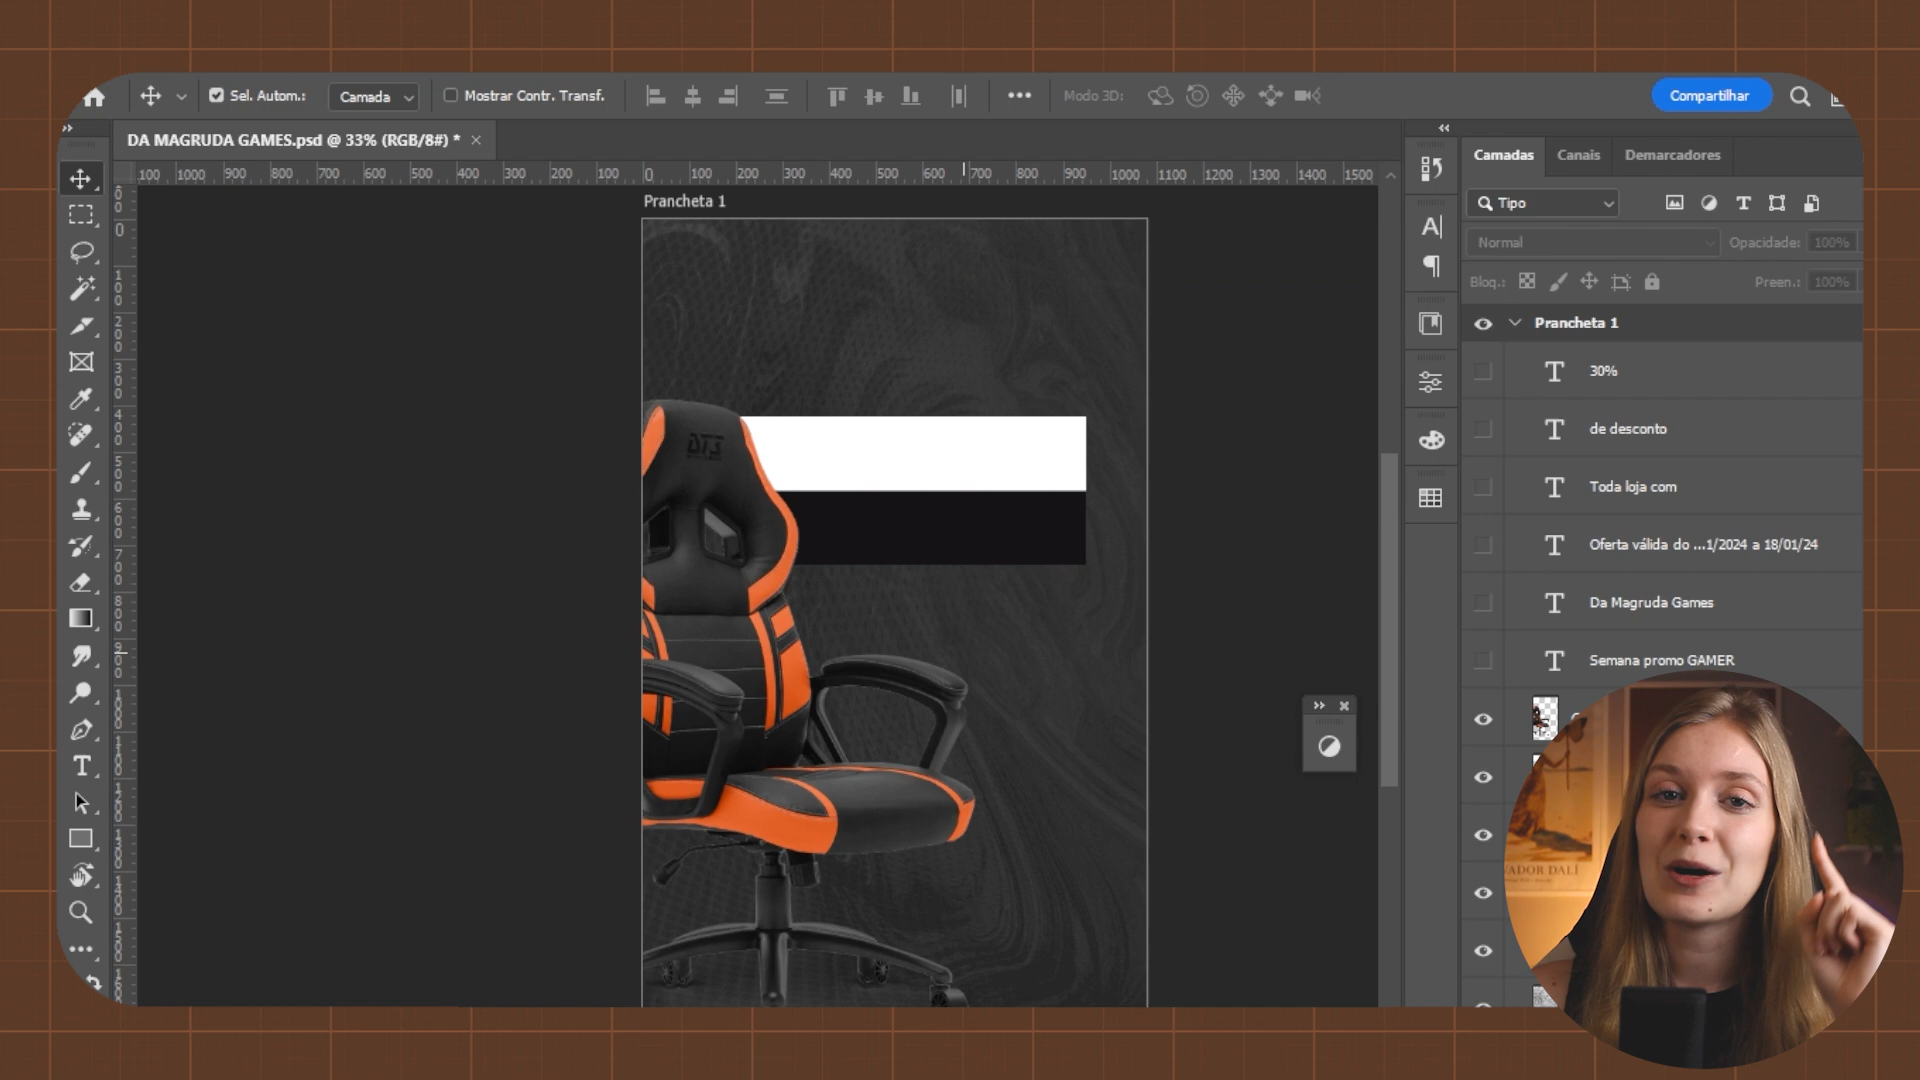 Sel. Autom.:
Camada
Mostrar Contr. Transf.
Modo 3D:
Compartilhar
DA MAGRUDA GAMES.psd @ 33% (RGB/8#) *
100 1000 900 800 700 600 500 400 300 200 100 0 100 200 300 400 500 600 700 800 900 1000 1100 1200 1300 1400 1500
Prancheta 1
DT3
Camadas
Canais
Demarcadores
Tipo
Normal
Opacidade:
100%
Bloq.:
Preen.:
100%
Prancheta 1
30%
de desconto
Toda loja com
Oferta válida do ...1/2024 a 18/01/24
Da Magruda Games
Semana promo GAMER
VADOR DALÍ